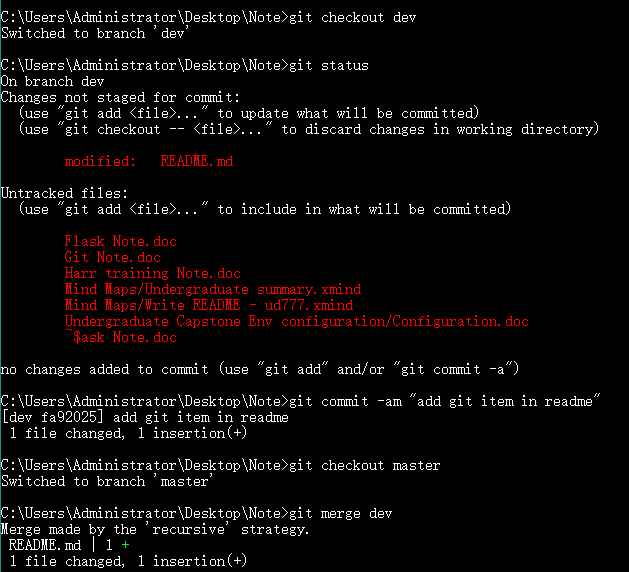 C:\Users\Administrator\Desktop\Note>git checkout dev
Switched to branch 'dev'
C:\Users\Administrator\Desktop\Note>git status
On branch dev
Changes not staged for commit:
(use "git add <file>..." to update what will be committed)
(use "git checkout -- <file>..." to discard changes in working directory)
modified:   README.md
Untracked files:
(use "git add <file>..." to include in what will be committed)
Flask Note.doc
Git Note.doc
Harr training Note.doc
Mind Maps/Undergraduate summary.xmind
Mind Maps/Write README - ud777.xmind
Undergraduate Capstone Env configuration/Configuration.doc
~$ask Note.doc
no changes added to commit (use "git add" and/or "git commit -a")
C:\Users\Administrator\Desktop\Note>git commit -am "add git item in readme"
[dev fa92025] add git item in readme
1 file changed, 1 insertion(+)
C:\Users\Administrator\Desktop\Note>git checkout master
Switched to branch 'master'
C:\Users\Administrator\Desktop\Note>git merge dev
Merge made by the 'recursive' strategy.
README.md | 1 +
1 file changed, 1 insertion(+)